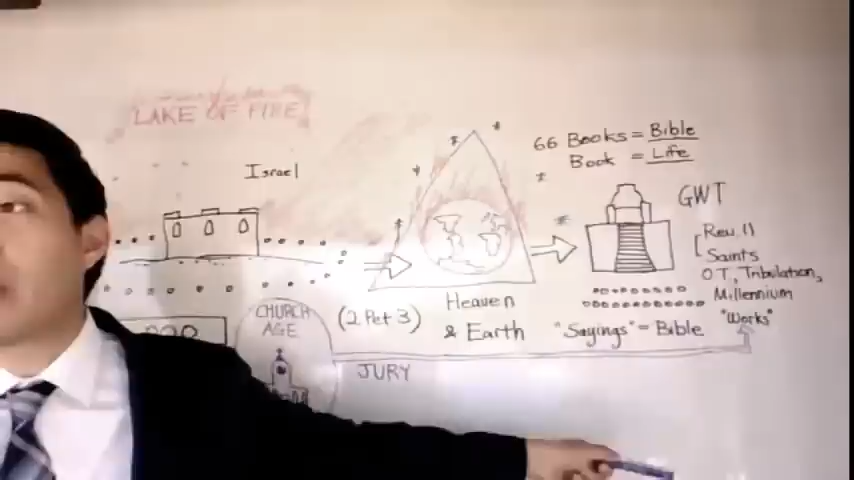 LAKE OF FIRE
Israel
66 Books = Bible
Book = Life
GWT
Rev. 11
Saints
OT, Tribulation,
Millennium
"Works"
"Sayings" = Bible
Heaven
& Earth
(2 Pet 3)
CHURCH
AGE
JURY